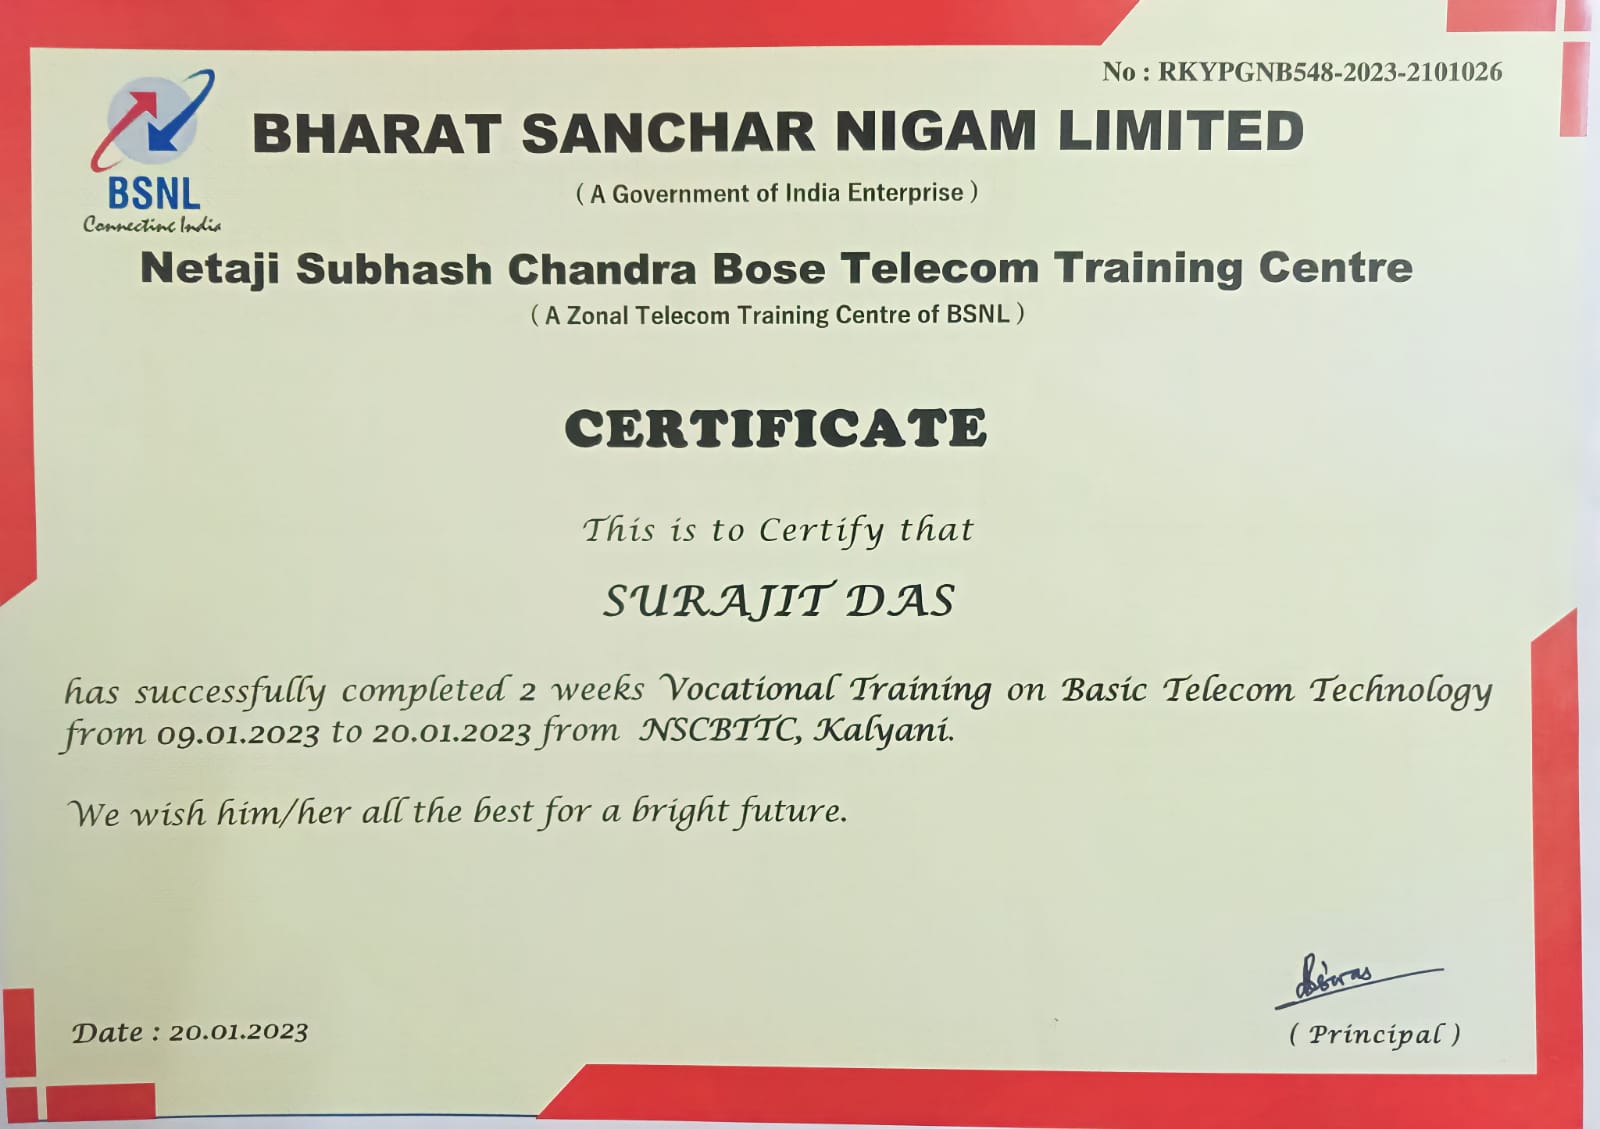 No : RKYPGNB548-2023-2101026
BHARAT SANCHAR NIGAM LIMITED
( A Government of India Enterprise )
BSNL
Connecting India
Netaji Subhash Chandra Bose Telecom Training Centre
( A Zonal Telecom Training Centre of BSNL )
CERTIFICATE
This is to Certify that
SURAJIT DAS
has successfully completed 2 weeks Vocational Training on Basic Telecom Technology
from 09.01.2023 to 20.01.2023 from NSCBTTC, Kalyani.
We wish him/her all the best for a bright future.
Date : 20.01.2023
( Principal )